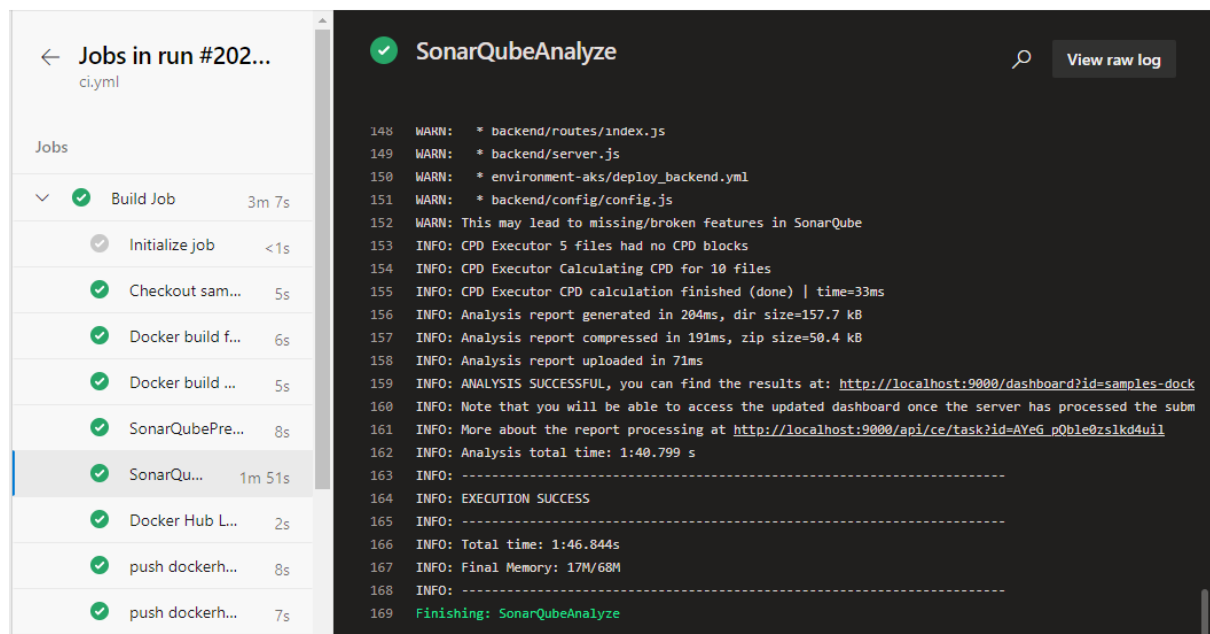 Jobs in run #202...
ci.yml
Jobs
Build Job 3m 7s
Initialize job <1s
Checkout sam... 5s
Docker build f... 6s
Docker build ... 5s
SonarQubePre... 8s
SonarQu... 1m 51s
Docker Hub L... 2s
push dockerh... 8s
push dockerh... 7s
SonarQubeAnalyze
View raw log
148 WARN: * backend/routes/index.js
149 WARN: * backend/server.js
150 WARN: * environment-aks/deploy_backend.yml
151 WARN: * backend/config/config.js
152 WARN: This may lead to missing/broken features in SonarQube
153 INFO: CPD Executor 5 files had no CPD blocks
154 INFO: CPD Executor Calculating CPD for 10 files
155 INFO: CPD Executor CPD calculation finished (done) | time=33ms
156 INFO: Analysis report generated in 204ms, dir size=157.7 kB
157 INFO: Analysis report compressed in 191ms, zip size=50.4 kB
158 INFO: Analysis report uploaded in 71ms
159 INFO: ANALYSIS SUCCESSFUL, you can find the results at: http://localhost:9000/dashboard?id=samples-dock
160 INFO: Note that you will be able to access the updated dashboard once the server has processed the subm
161 INFO: More about the report processing at http://localhost:9000/api/ce/task?id=AYeG_pQble0zslkd4uil
162 INFO: Analysis total time: 1:40.799 s
163 INFO: ------------------------------------------------------------------------
164 INFO: EXECUTION SUCCESS
165 INFO: ------------------------------------------------------------------------
166 INFO: Total time: 1:46.844s
167 INFO: Final Memory: 17M/68M
168 INFO: ------------------------------------------------------------------------
169 Finishing: SonarQubeAnalyze